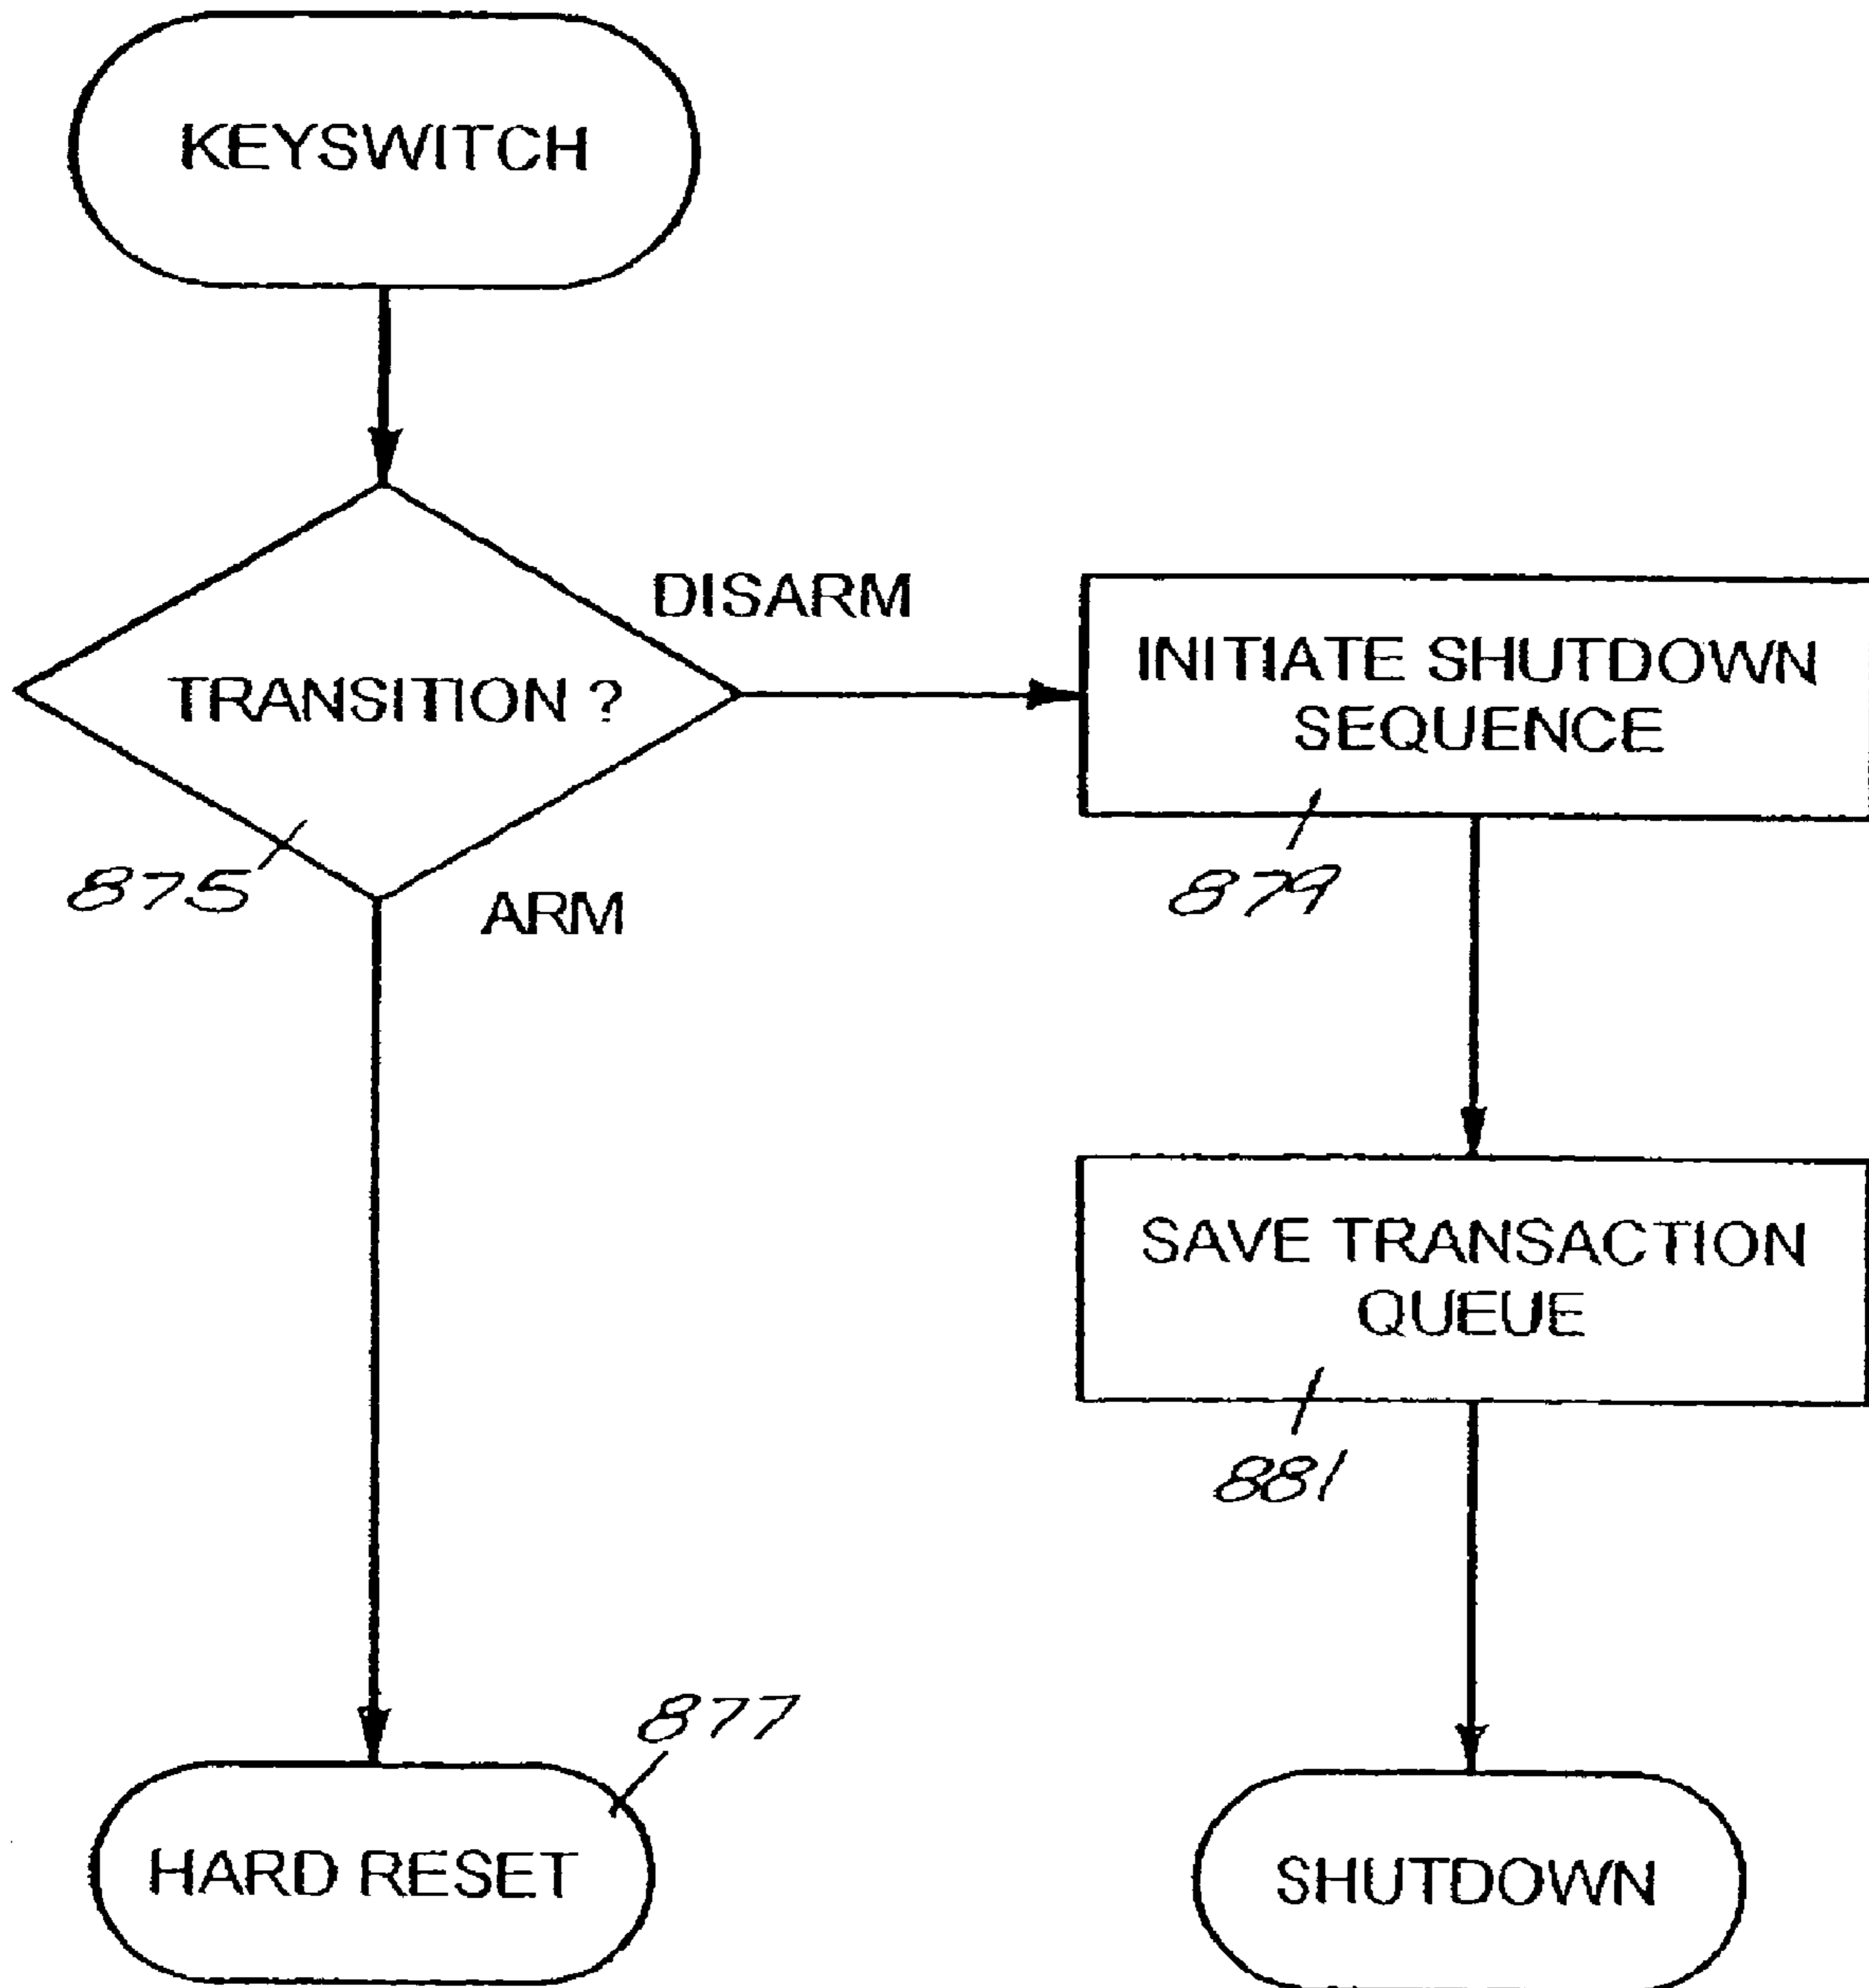 KEYSWITCH
TRANSITION ?
DISARM
875
ARM
INITIATE SHUTDOWN
SEQUENCE
879
SAVE TRANSACTION
QUEUE
881
877
HARD RESET
SHUTDOWN